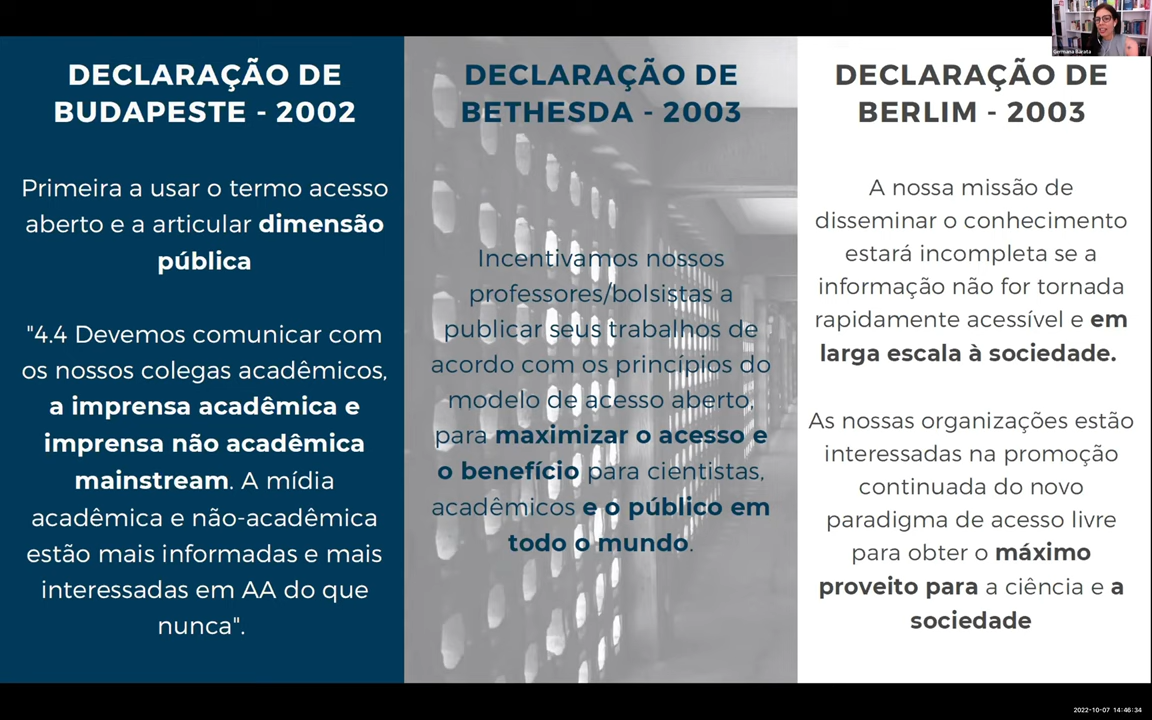 DECLARAÇÃO DE
BUDAPESTE - 2002
Primeira a usar o termo acesso
aberto e a articular dimensão
pública
"4.4 Devemos comunicar com
os nossos colegas acadêmicos,
a imprensa acadêmica e
imprensa não acadêmica
mainstream. A mídia
acadêmica e não-acadêmica
estão mais informadas e mais
interessadas em AA do que
nunca".
DECLARAÇÃO DE
BETHESDA - 2003
Incentivamos nossos
professores/bolsistas a
publicar seus trabalhos de
acordo com os princípios do
modelo de acesso aberto,
para maximizar o acesso e
o benefício para cientistas,
acadêmicos e o público em
todo o mundo.
DECLARAÇÃO DE
BERLIM - 2003
A nossa missão de
disseminar o conhecimento
estará incompleta se a
informação não for tornada
rapidamente acessível e em
larga escala à sociedade.
As nossas organizações estão
interessadas na promoção
continuada do novo
paradigma de acesso livre
para obter o máximo
proveito para a ciência e a
sociedade
Germana Barata
2022-10-07 14:46:34